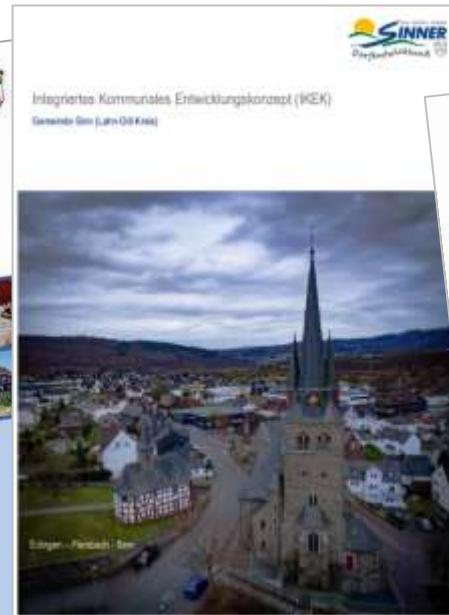 SINNER
Integriertes Kommunales Entwicklungskonzept (IKEK)
Gemeinde Sinn (Lahn-Dill-Kreis)
Edingen - Fleisbach - Sinn